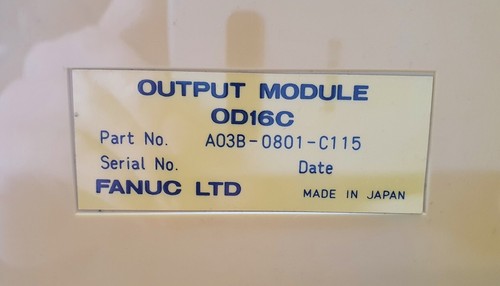 OUTPUT MODULE
OD16C
Part No. A03B-0801-C115
Serial No. Date
FANUC LTD MADE IN JAPAN